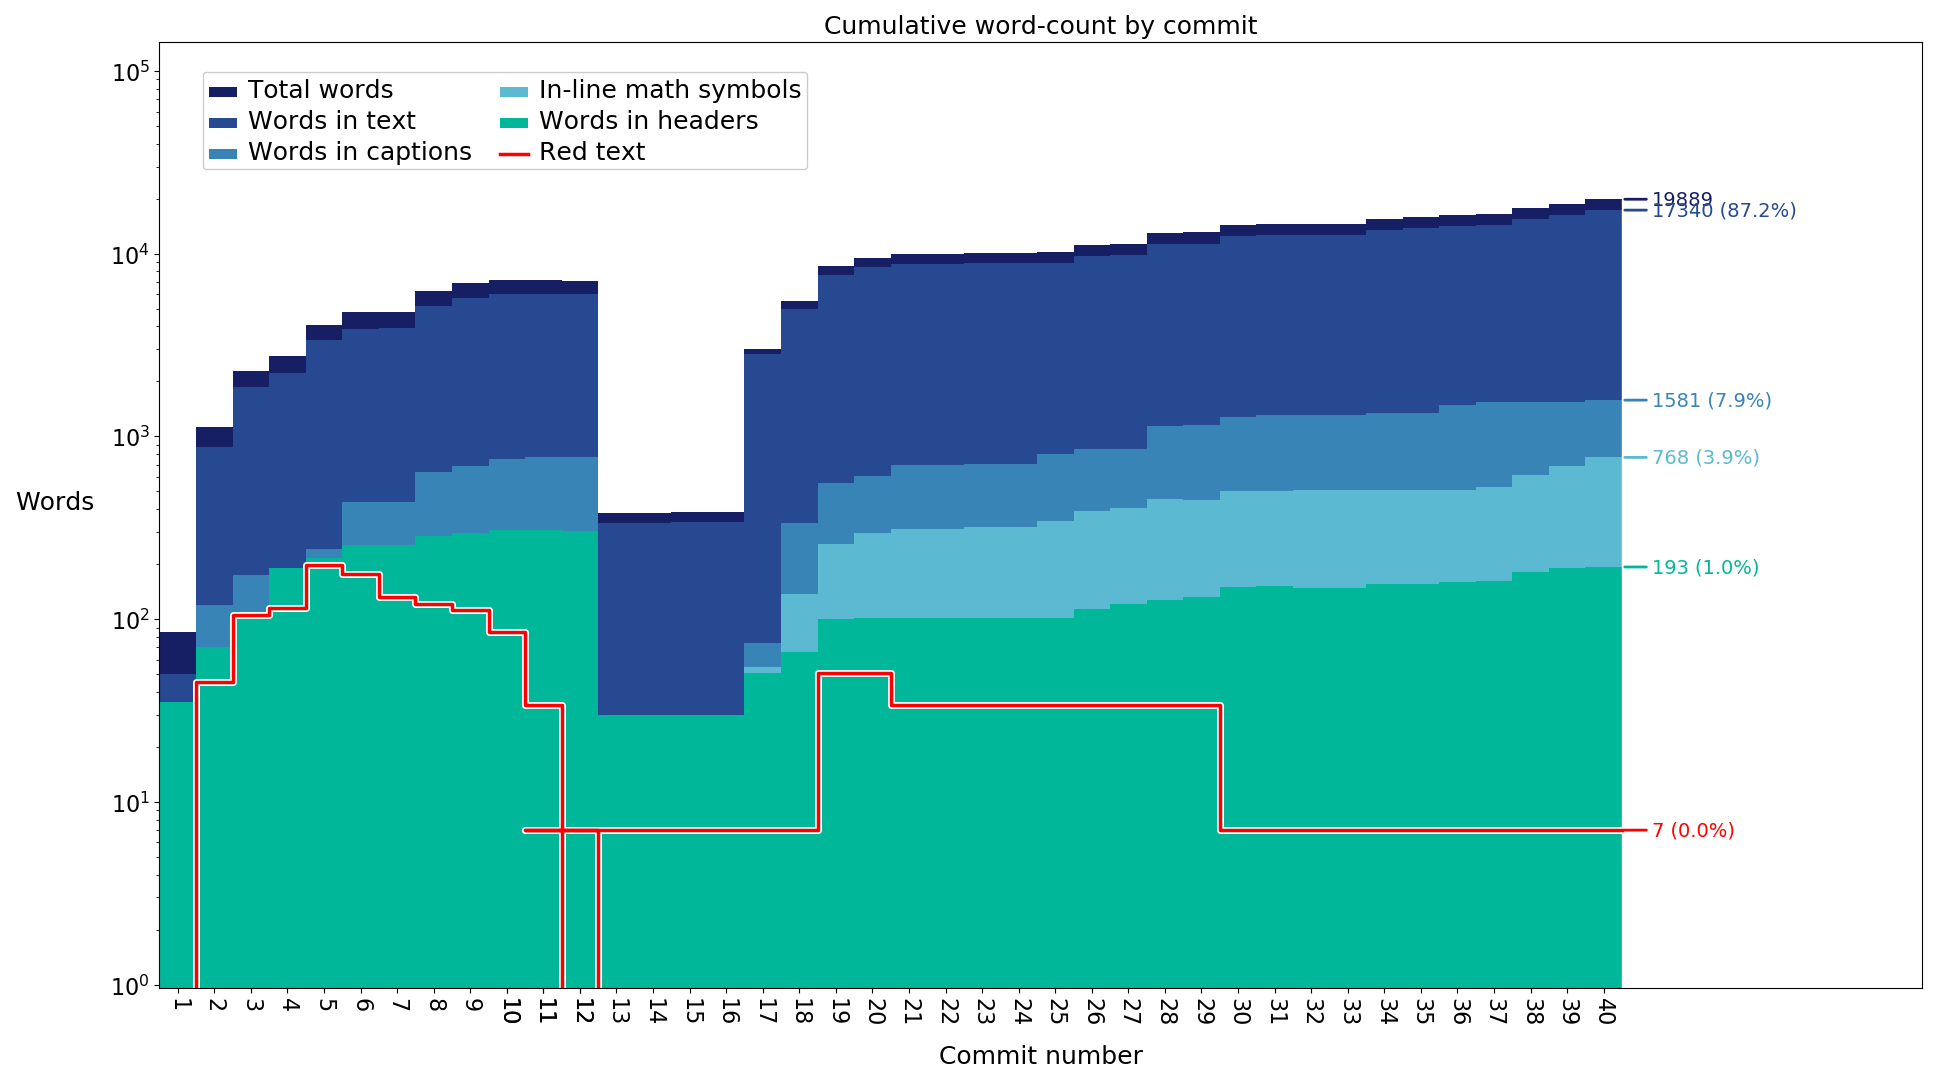 Cumulative word-count by commit
Total words
Words in text
Words in captions
In-line math symbols
Words in headers
Red text
Words
10^5
10^4
10^3
10^2
10^1
10^0
19889
17340 (87.2%)
1581 (7.9%)
768 (3.9%)
193 (1.0%)
7 (0.0%)
1 2 3 4 5 6 7 8 9 10 11 12 13 14 15 16 17 18 19 20 21 22 23 24 25 26 27 28 29 30 31 32 33 34 35 36 37 38 39 40
Commit number